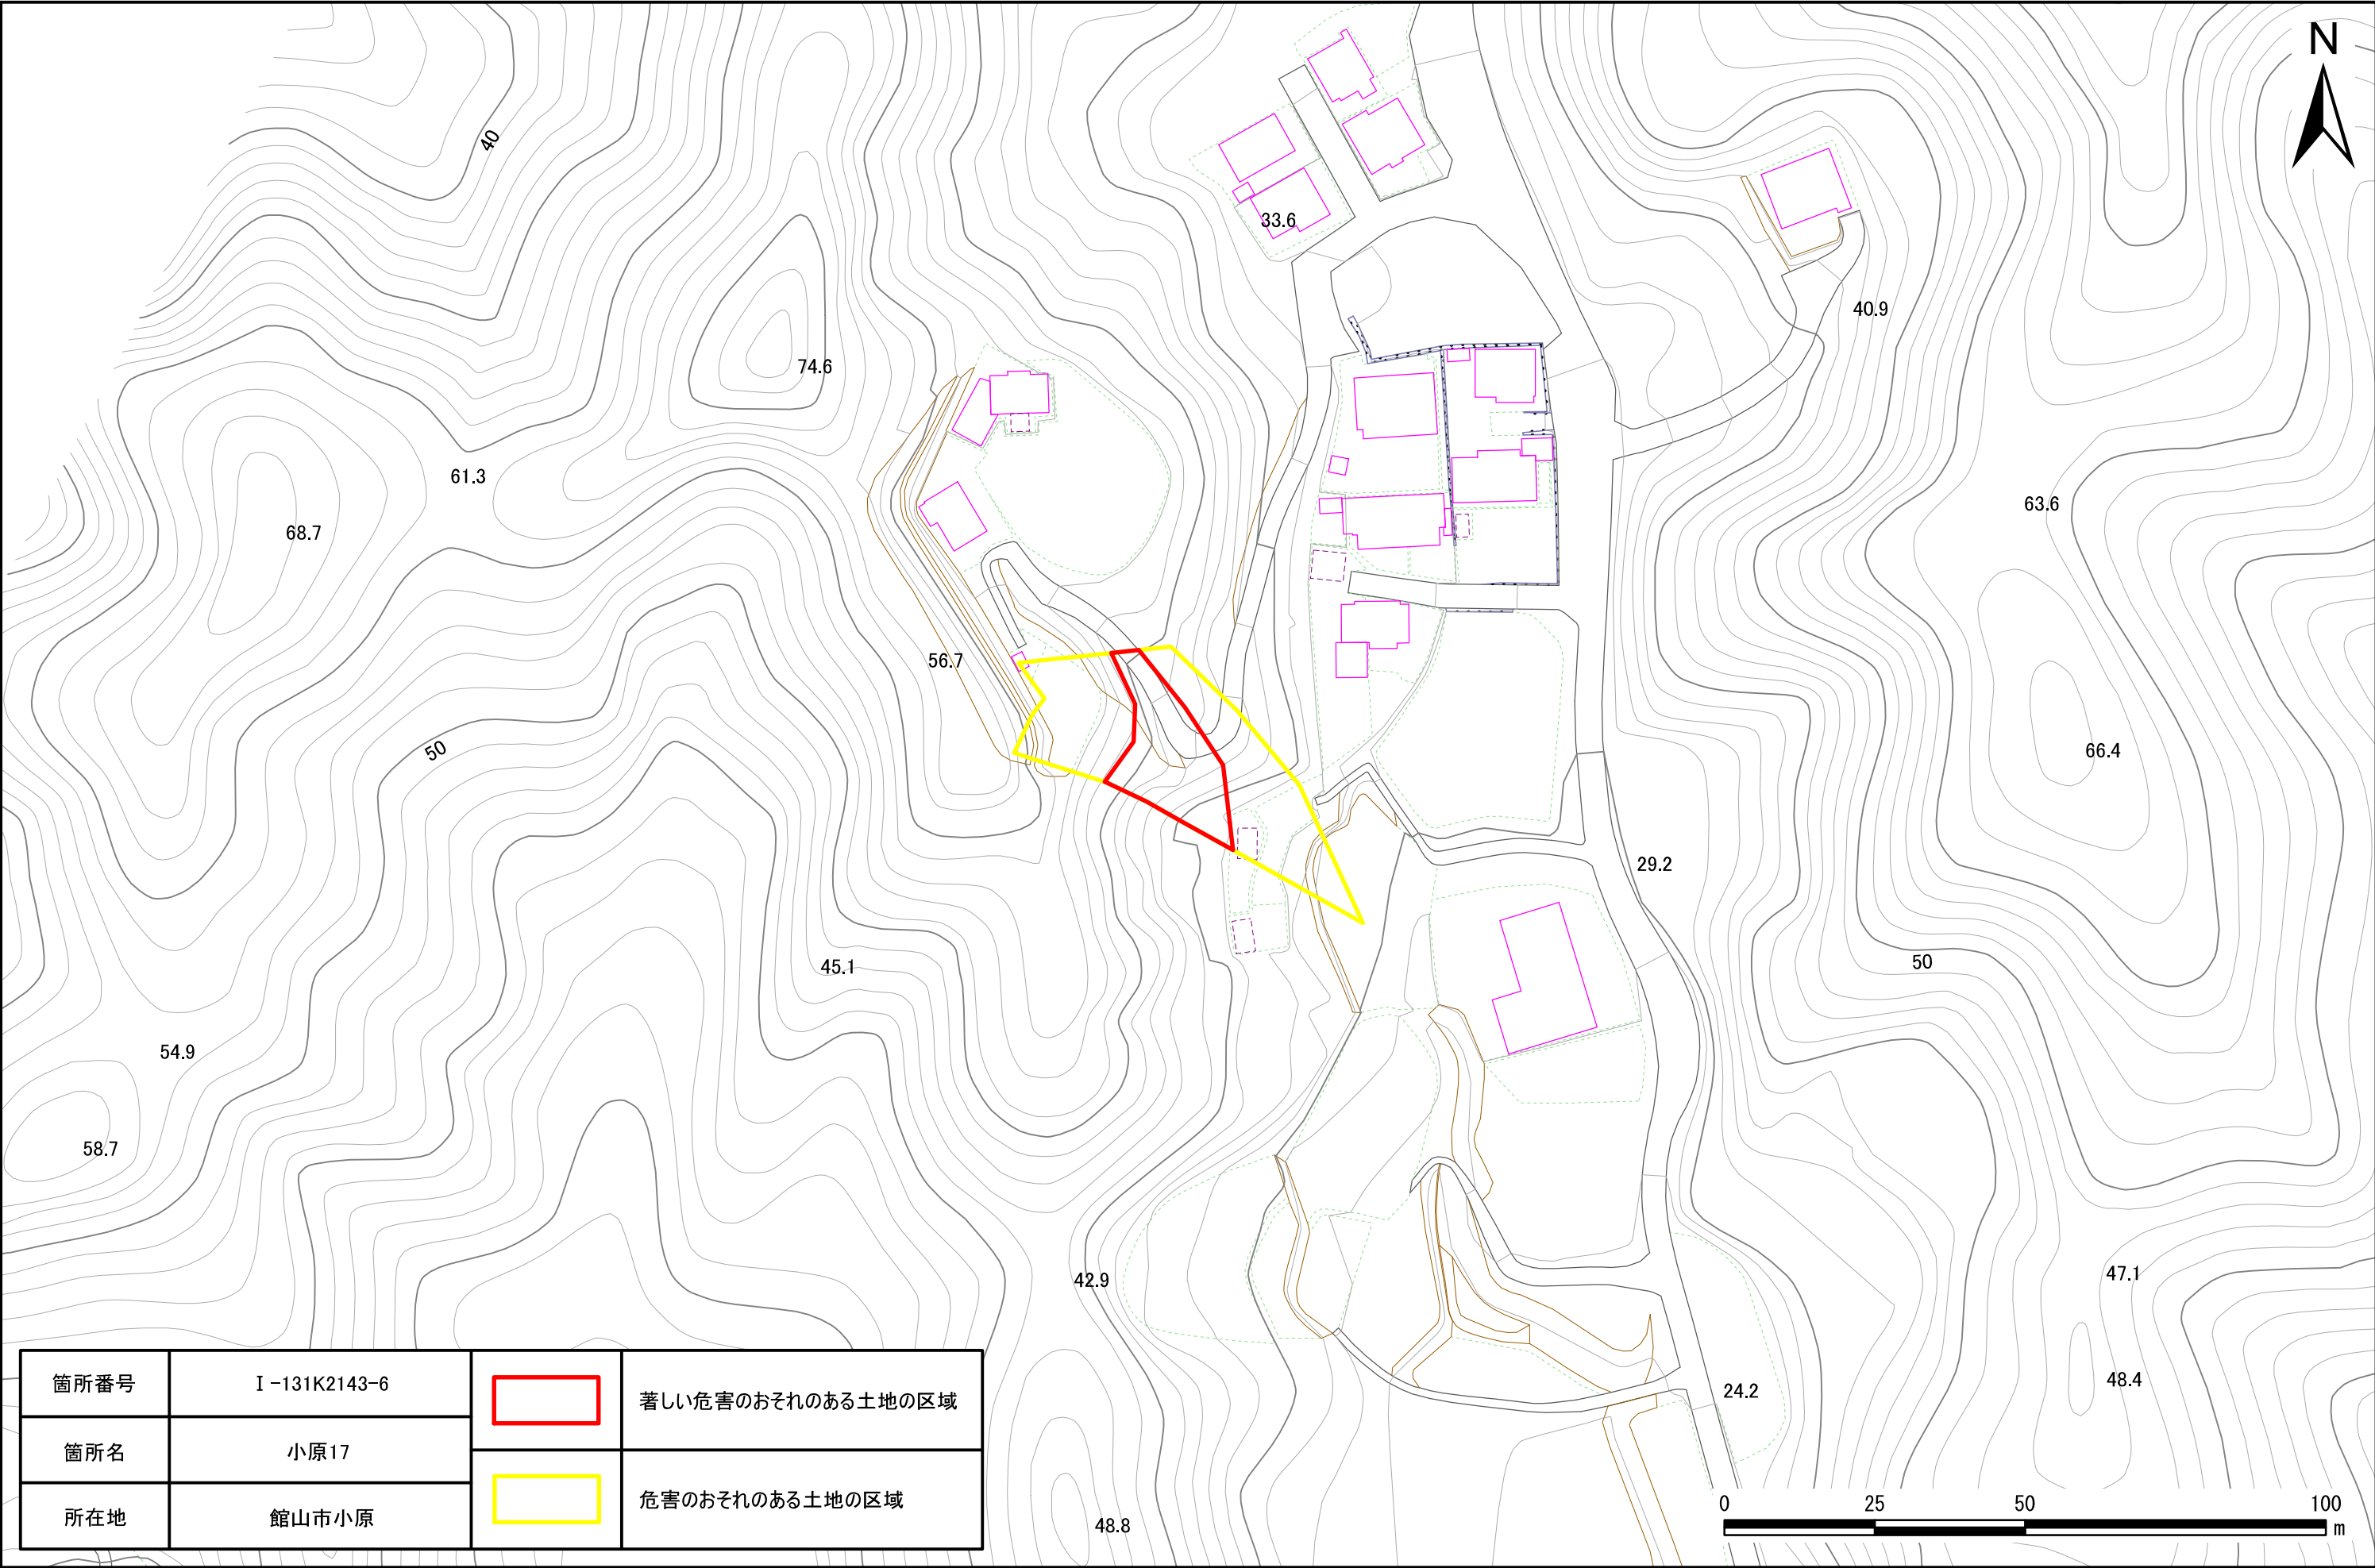 N
40
33.6
40.9
74.6
61.3
68.7
63.6
56.7
50
66.4
29.2
45.1
50
54.9
58.7
42.9
47.1
48.4
24.2
48.8
箇所番号 Ⅰ-131K2143-6
箇所名 小原17
所在地 館山市小原
著しい危害のおそれのある土地の区域
危害のおそれのある土地の区域
0 25 50 100
m